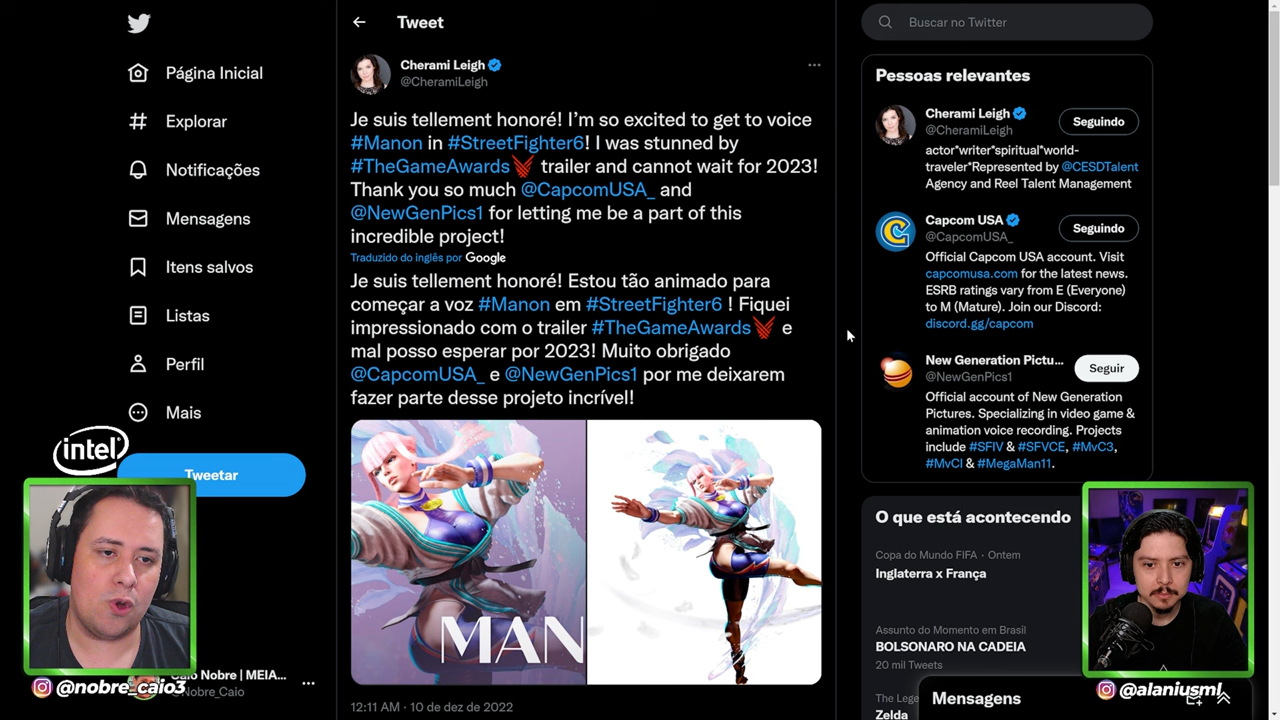 Página Inicial
Explorar
Notificações
Mensagens
Itens salvos
Listas
Perfil
Mais
intel
Tweetar
@nobre_caio3
Caio Nobre | MEIA...
@Nobre_Caio
Tweet
Cherami Leigh
@CheramiLeigh
Je suis tellement honoré! I'm so excited to get to voice
#Manon in #StreetFighter6! I was stunned by
#TheGameAwards trailer and cannot wait for 2023!
Thank you so much @CapcomUSA_ and
@NewGenPics1 for letting me be a part of this
incredible project!
Traduzido do inglês por Google
Je suis tellement honoré! Estou tão animado para
começar a voz #Manon em #StreetFighter6 ! Fiquei
impressionado com o trailer #TheGameAwards e
mal posso esperar por 2023! Muito obrigado
@CapcomUSA_ e @NewGenPics1 por me deixarem
fazer parte desse projeto incrível!
MAN
12:11 AM · 10 de dez de 2022
Buscar no Twitter
Pessoas relevantes
Cherami Leigh
@CheramiLeigh
Seguindo
actor*writer*spiritual*world-
traveler*Represented by @CESDTalent
Agency and Reel Talent Management
Capcom USA
@CapcomUSA_
Seguindo
Official Capcom USA account. Visit
capcomusa.com for the latest news.
ESRB ratings vary from E (Everyone)
to M (Mature). Join our Discord:
discord.gg/capcom
New Generation Pictu...
@NewGenPics1
Seguir
Official account of New Generation
Pictures. Specializing in video game &
animation voice recording. Projects
include #SFIV & #SFVCE, #MvC3,
#MvCI & #MegaMan11.
O que está acontecendo
Copa do Mundo FIFA · Ontem
Inglaterra x França
Assunto do Momento em Brasil
BOLSONARO NA CADEIA
20 mil Tweets
The Lege
Zelda
Mensagens
@alaniusml